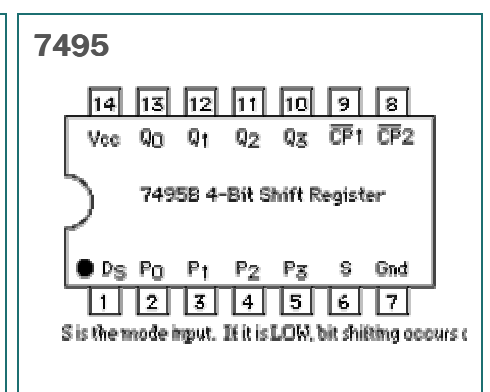 7495
14 13 12 11 10 9 8
Vcc Q0 Q1 Q2 Q3 CP1 CP2
7495B 4-Bit Shift Register
DS P0 P1 P2 P3 S Gnd
1 2 3 4 5 6 7
S is the mode input. If it is LOW, bit shifting occurs